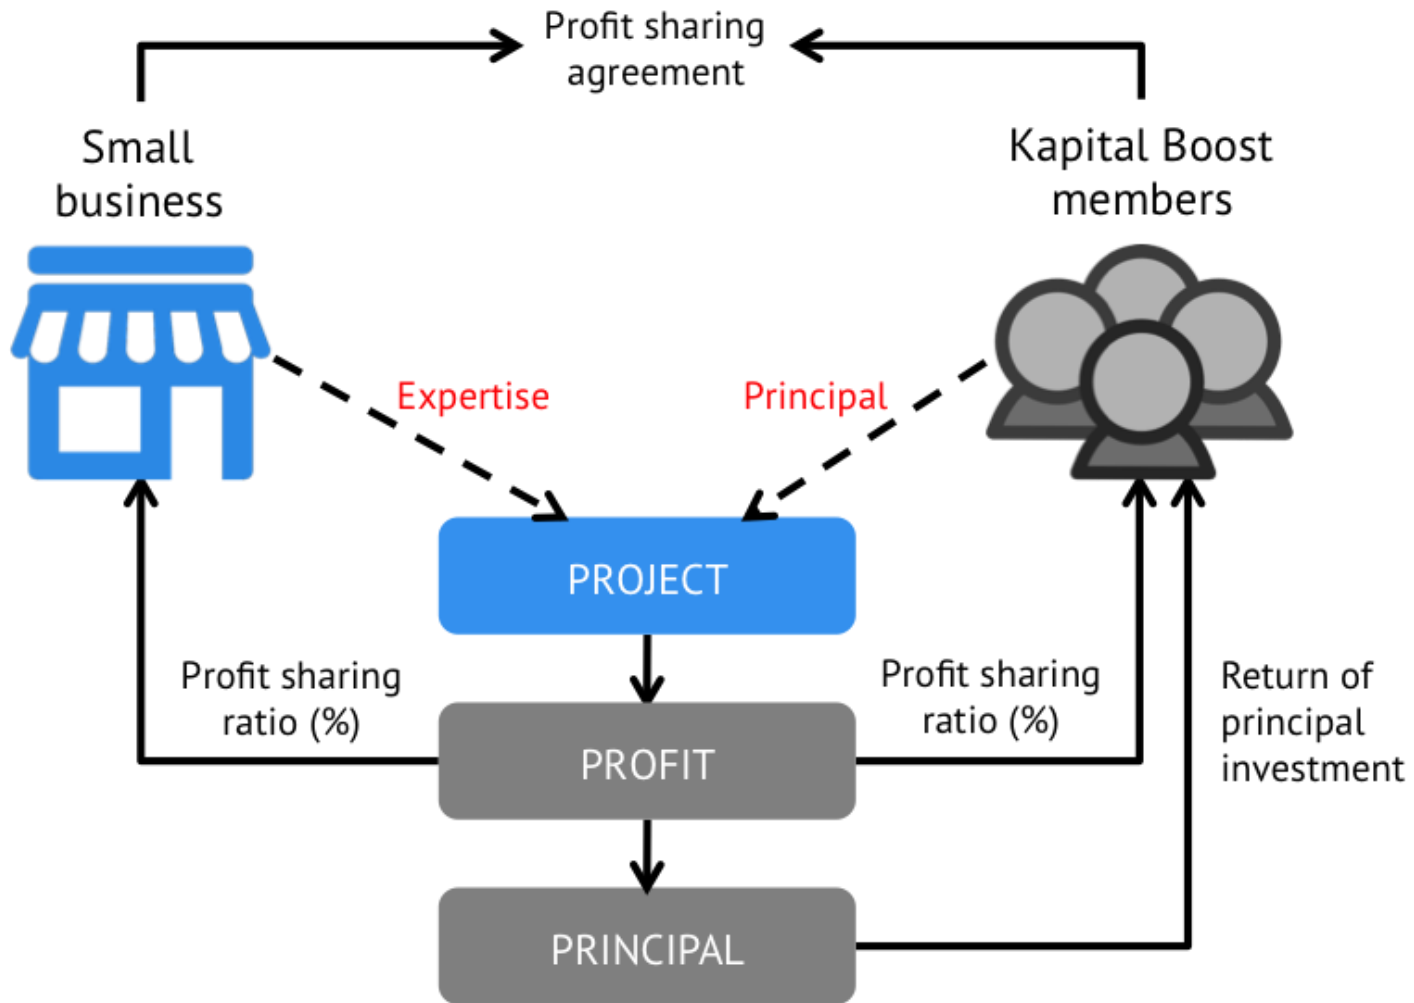 Profit sharing
agreement
Small
business
Kapital Boost
members
Expertise
Principal
PROJECT
Profit sharing
ratio (%)
Profit sharing
ratio (%)
Return of
principal
investment
PROFIT
PRINCIPAL